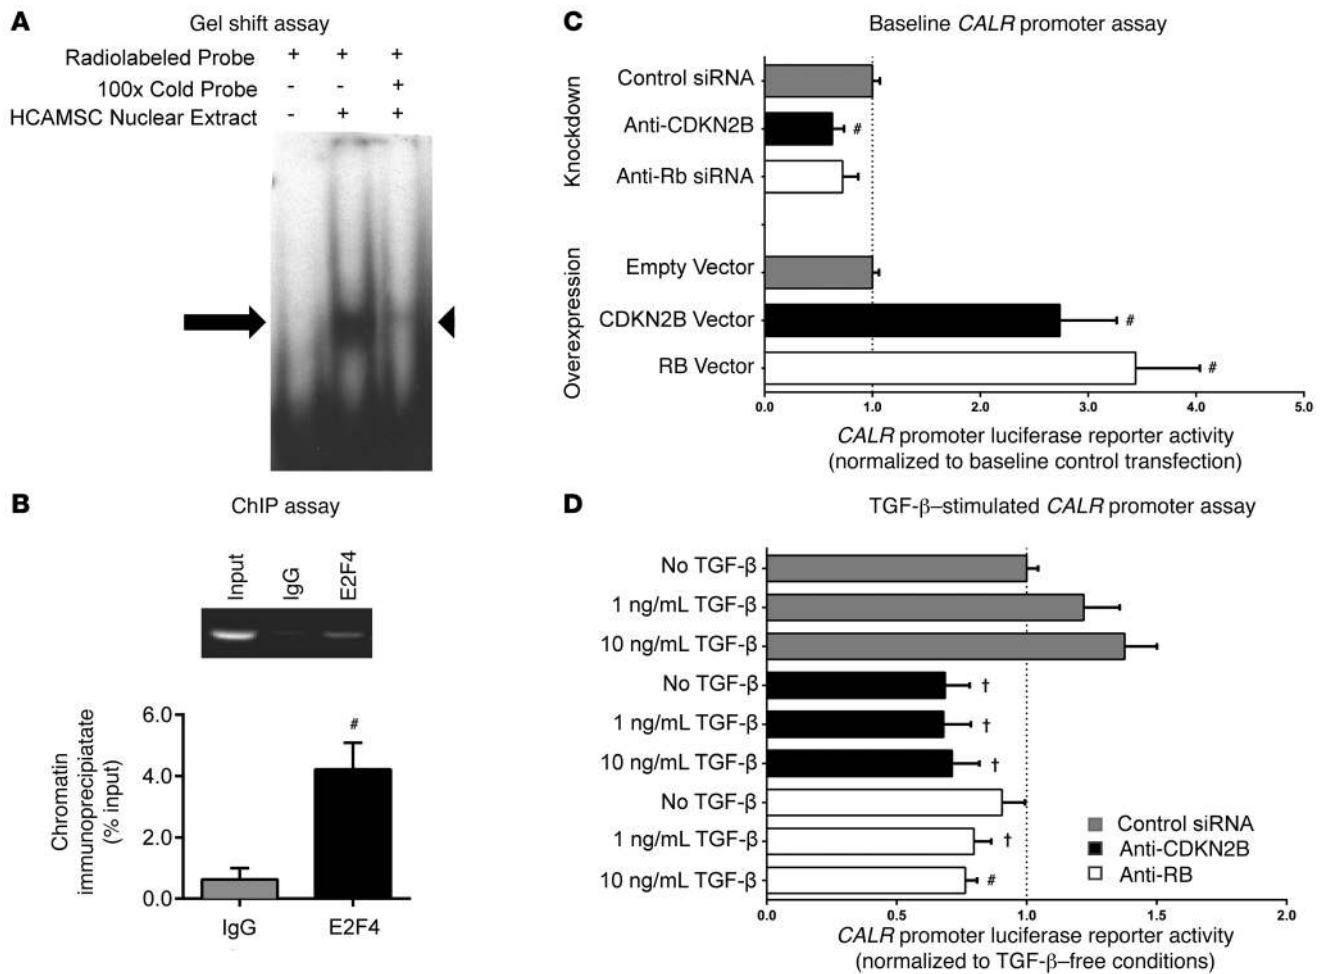 A
Gel shift assay
Radiolabeled Probe + + +
100x Cold Probe - - +
HCAMSC Nuclear Extract - + +
B
ChIP assay
Input
IgG
E2F4
6.0
4.0
2.0
0.0
Chromatin
immunoprecipiatate
(% input)
#
IgG
E2F4
C
Baseline CALR promoter assay
Knockdown
Control siRNA
Anti-CDKN2B #
Anti-Rb siRNA
Overexpression
Empty Vector
CDKN2B Vector #
RB Vector #
0.0 1.0 2.0 3.0 4.0 5.0
CALR promoter luciferase reporter activity
(normalized to baseline control transfection)
D
TGF-β–stimulated CALR promoter assay
No TGF-β
1 ng/mL TGF-β
10 ng/mL TGF-β
No TGF-β †
1 ng/mL TGF-β †
10 ng/mL TGF-β †
No TGF-β
1 ng/mL TGF-β †
10 ng/mL TGF-β #
Control siRNA
Anti-CDKN2B
Anti-RB
0.0 0.5 1.0 1.5 2.0
CALR promoter luciferase reporter activity
(normalized to TGF-β–free conditions)